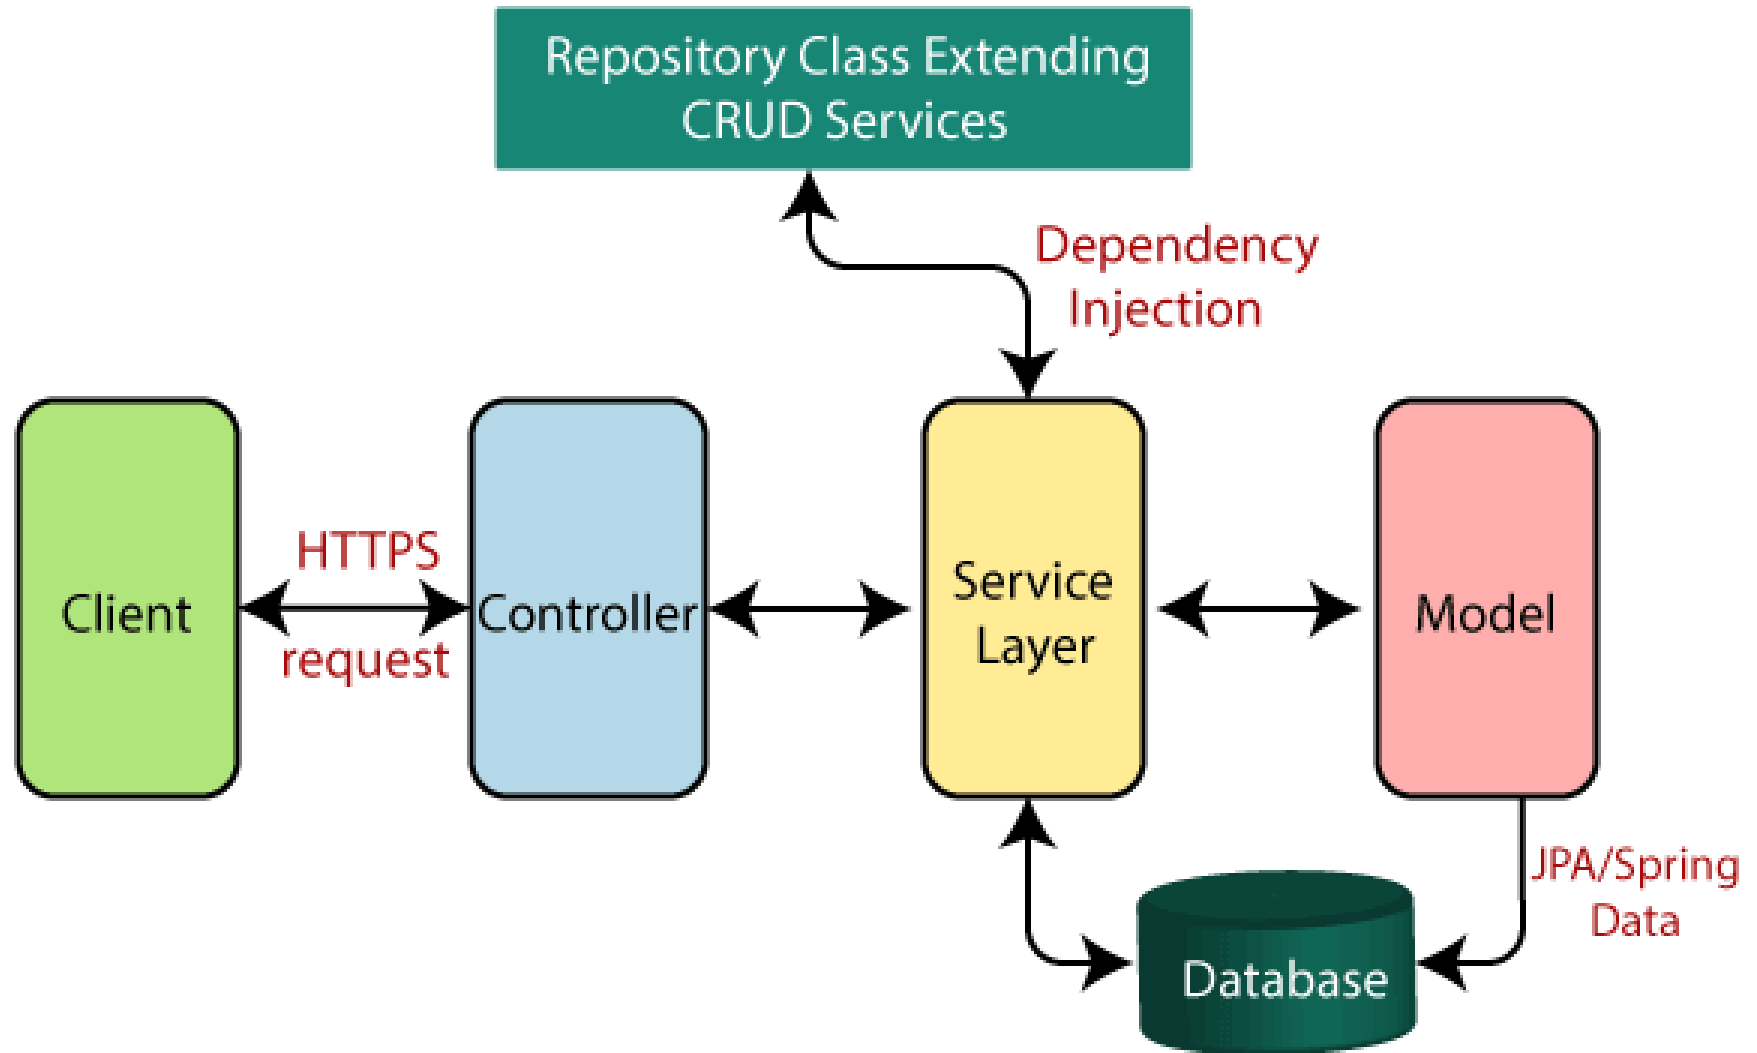 Repository Class Extending
CRUD Services
Dependency
Injection
HTTPS
request
Client
Controller
Service
Layer
Model
JPA/Spring
Data
Database